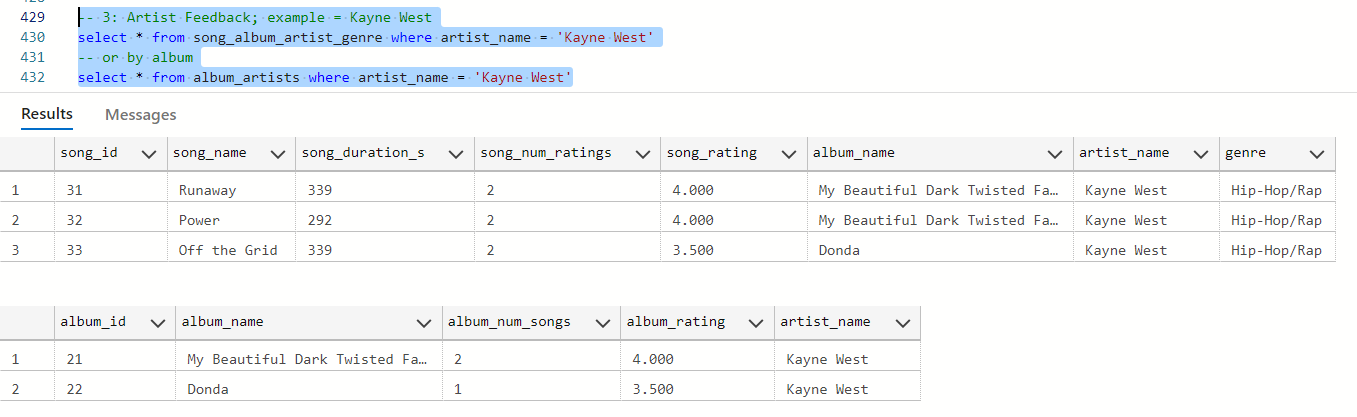 429 -- 3: Artist Feedback; example = Kayne West
430 select * from song_album_artist_genre where artist_name = 'Kayne West'
431 -- or by album
432 select * from album_artists where artist_name = 'Kayne West'
Results Messages
song_id song_name song_duration_s song_num_ratings song_rating album_name artist_name genre
1 31 Runaway 339 2 4.000 My Beautiful Dark Twisted Fa… Kayne West Hip-Hop/Rap
2 32 Power 292 2 4.000 My Beautiful Dark Twisted Fa… Kayne West Hip-Hop/Rap
3 33 Off the Grid 339 2 3.500 Donda Kayne West Hip-Hop/Rap
album_id album_name album_num_songs album_rating artist_name
1 21 My Beautiful Dark Twisted Fa… 2 4.000 Kayne West
2 22 Donda 1 3.500 Kayne West